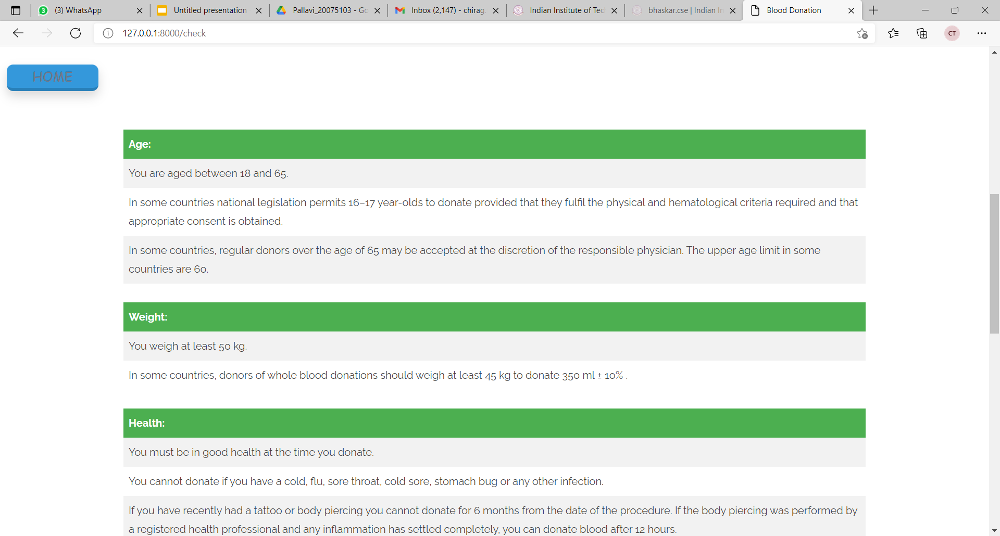 (3) WhatsApp
Untitled presentation
Pallavi_20075103 - Go
Inbox (2,147) - chirag.
Indian Institute of Tec
bhaskar.cse | Indian In
Blood Donation
127.0.0.1:8000/check
CT
HOME
Age:
You are aged between 18 and 65.
In some countries national legislation permits 16–17 year-olds to donate provided that they fulfil the physical and hematological criteria required and that
appropriate consent is obtained.
In some countries, regular donors over the age of 65 may be accepted at the discretion of the responsible physician. The upper age limit in some
countries are 60.
Weight:
You weigh at least 50 kg.
In some countries, donors of whole blood donations should weigh at least 45 kg to donate 350 ml ± 10% .
Health:
You must be in good health at the time you donate.
You cannot donate if you have a cold, flu, sore throat, cold sore, stomach bug or any other infection.
If you have recently had a tattoo or body piercing you cannot donate for 6 months from the date of the procedure. If the body piercing was performed by
a registered health professional and any inflammation has settled completely, you can donate blood after 12 hours.